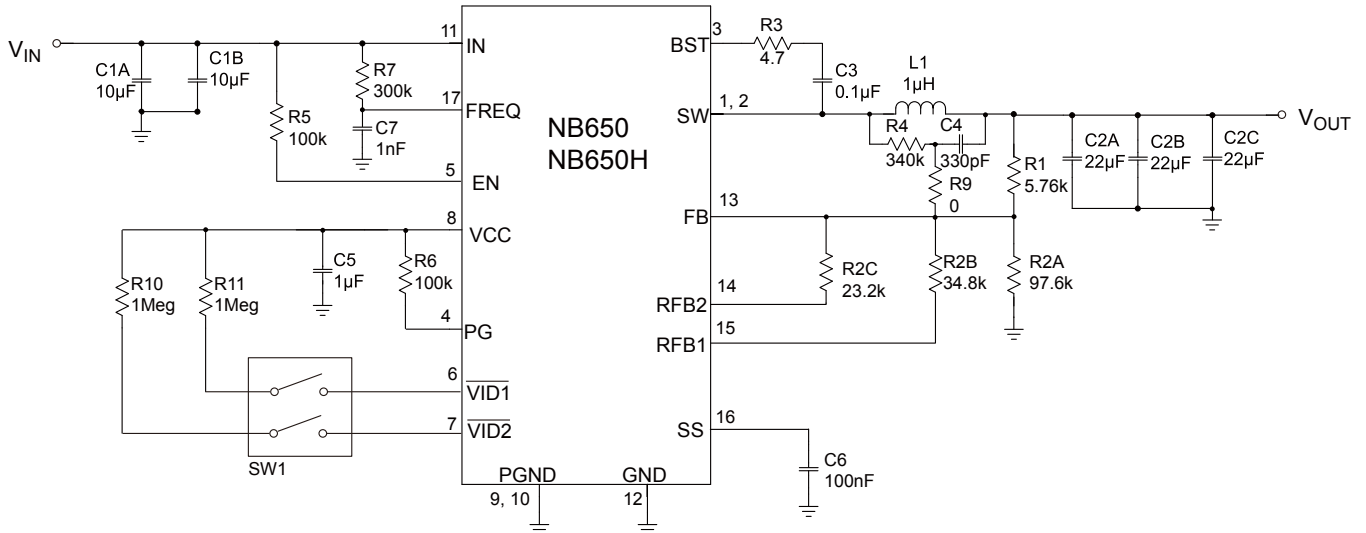 VIN
C1A
10µF
C1B
10µF
R5
100k
R7
300k
C7
1nF
11
IN
17
FREQ
5
EN
8
VCC
R10
1Meg
R11
1Meg
C5
1µF
R6
100k
4
PG
6
VID1
7
VID2
SW1
NB650
NB650H
PGND
9, 10
GND
12
3
BST
R3
4.7
C3
0.1µF
1, 2
SW
L1
1µH
R4
340k
C4
330pF
R9
0
R1
5.76k
C2A
22µF
C2B
22µF
C2C
22µF
VOUT
13
FB
R2C
23.2k
R2B
34.8k
R2A
97.6k
14
RFB2
15
RFB1
16
SS
C6
100nF